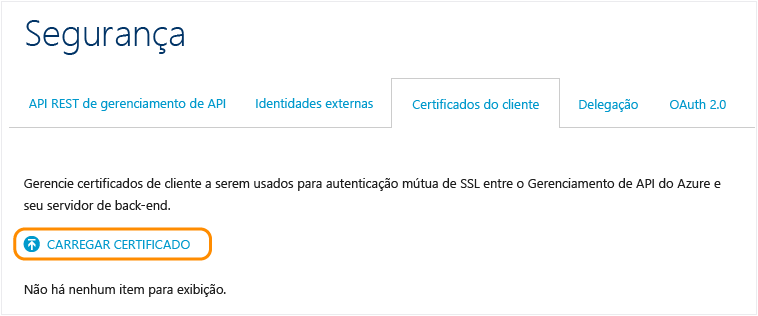 Segurança
API REST de gerenciamento de API
Identidades externas
Certificados do cliente
Delegação
OAuth 2.0
Gerencie certificados de cliente a serem usados para autenticação mútua de SSL entre o Gerenciamento de API do Azure e
seu servidor de back-end.
CARREGAR CERTIFICADO
Não há nenhum item para exibição.